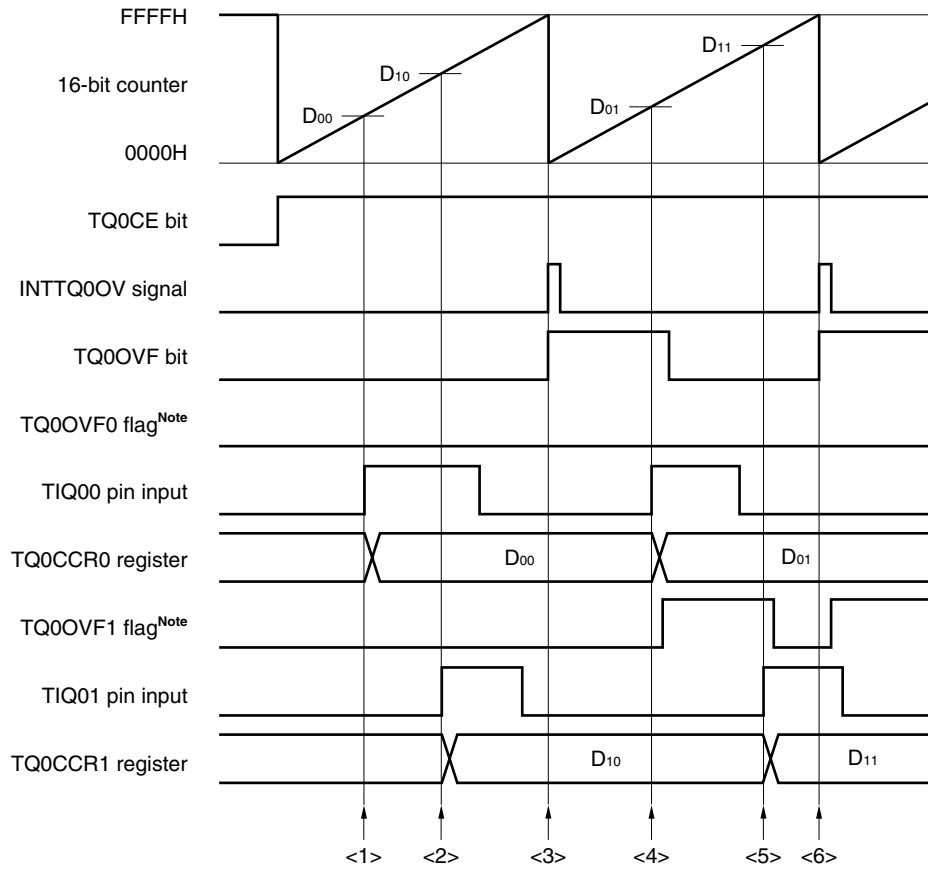 FFFFH
D11
D10
16-bit counter
D01
D00
0000H
TQ0CE bit
INTTQ0OV signal
TQ0OVF bit
TQ0OVF0 flagNote
TIQ00 pin input
TQ0CCR0 register
D00
D01
TQ0OVF1 flagNote
TIQ01 pin input
TQ0CCR1 register
D10
D11
<1> <2> <3> <4> <5> <6>